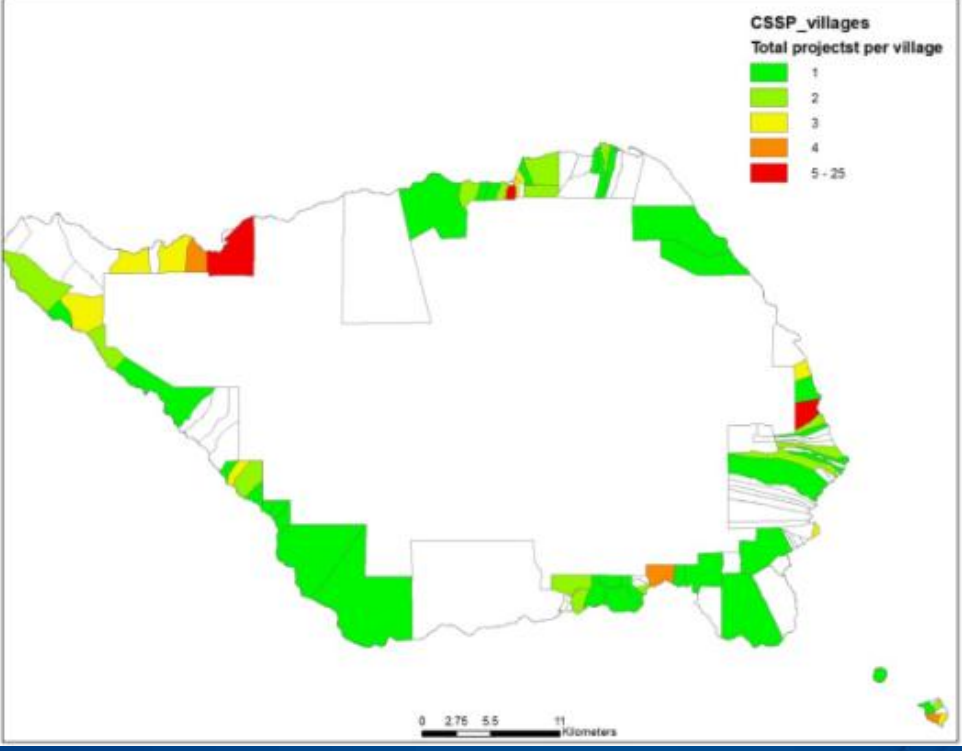 CSSP_villages
Total projectst per village
1
2
3
4
5 - 25
0 2.75 5.5 11
Kilometers